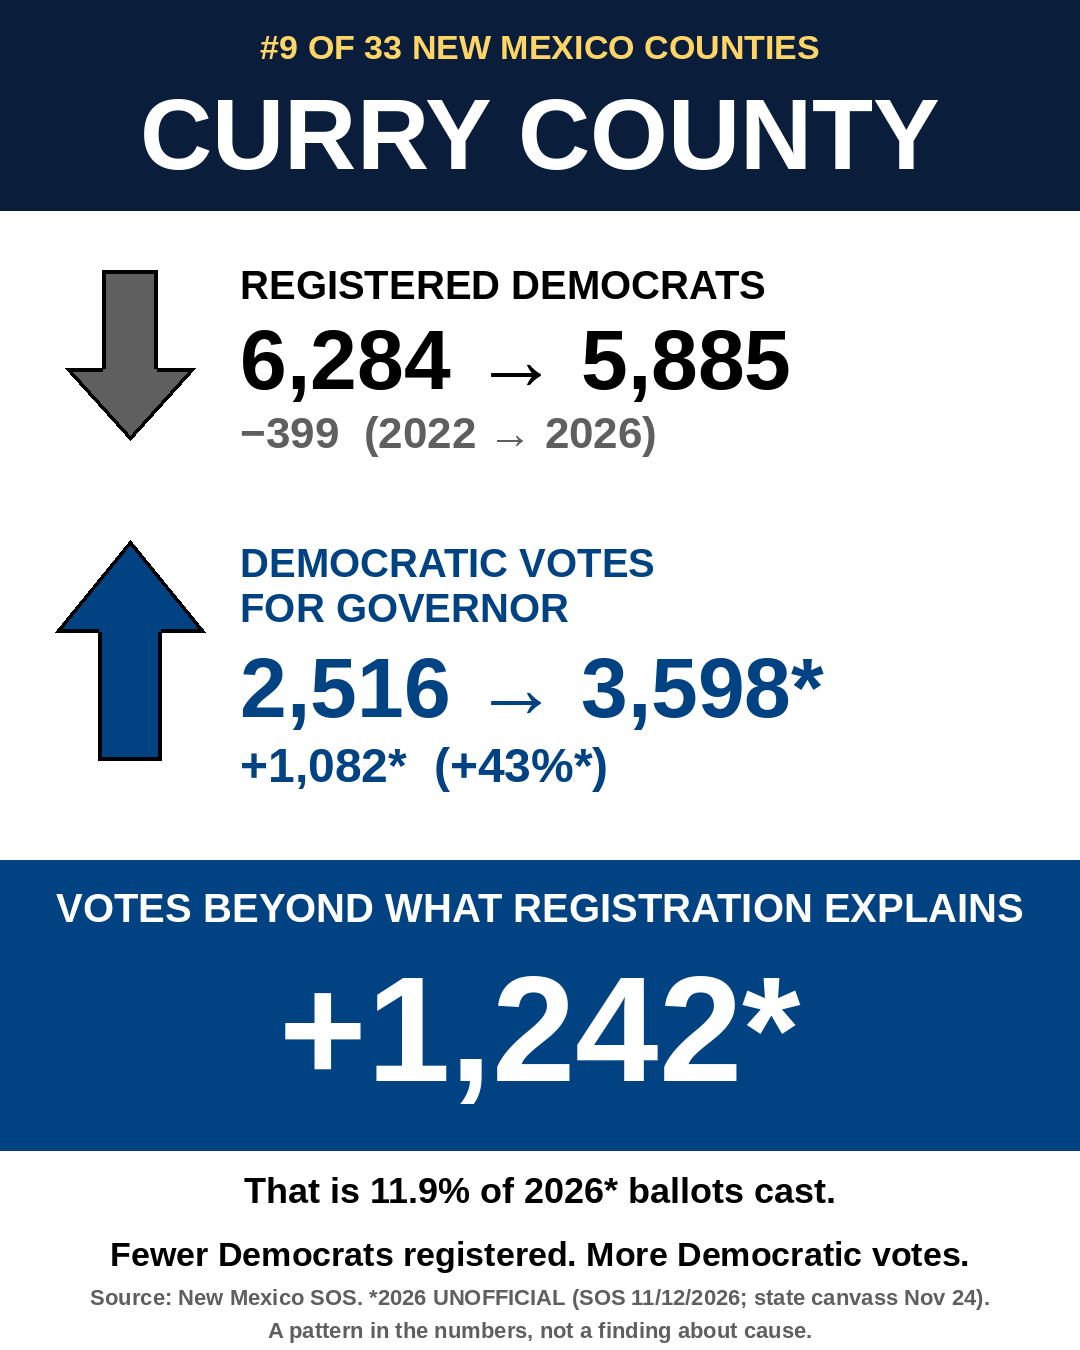 #9 OF 33 NEW MEXICO COUNTIES
CURRY COUNTY
REGISTERED DEMOCRATS
6,284 → 5,885
−399 (2022 → 2026)
DEMOCRATIC VOTES
FOR GOVERNOR
2,516 → 3,598*
+1,082* (+43%*)
VOTES BEYOND WHAT REGISTRATION EXPLAINS
+1,242*
That is 11.9% of 2026* ballots cast.
Fewer Democrats registered. More Democratic votes.
Source: New Mexico SOS. *2026 UNOFFICIAL (SOS 11/12/2026; state canvass Nov 24).
A pattern in the numbers, not a finding about cause.